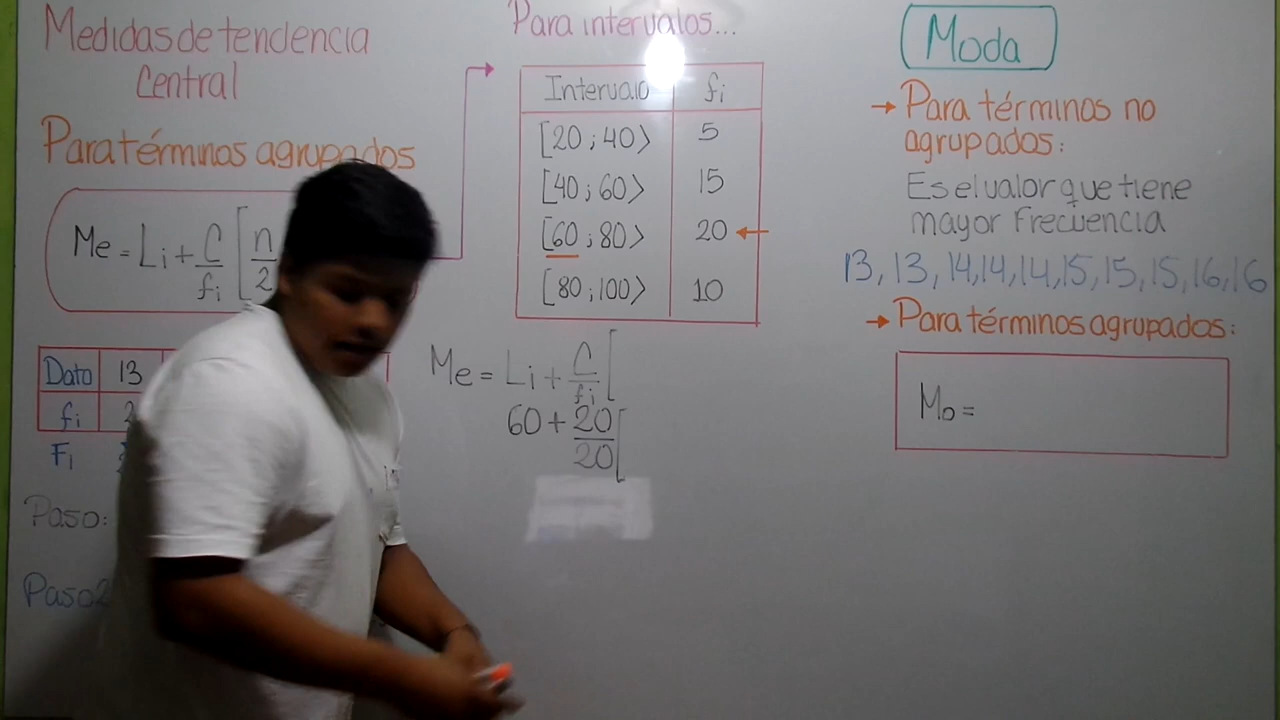 Medidas de tendencia
Central
Para términos agrupados
Me = Li + C/fi [ n/2
Dato 13
fi 2
Fi
Paso:
Paso2
Para intervalos...
Intervalo fi
[20 ; 40⟩ 5
[40 ; 60⟩ 15
[60 ; 80⟩ 20 ←
[80 ; 100⟩ 10
Me = Li + C/fi [
60 + 20/20 [
Moda
→ Para términos no
agrupados:
Es el valor que tiene
mayor frecuencia
13, 13, 14, 14, 14, 15, 15, 15, 16, 16
→ Para términos agrupados:
Mo =